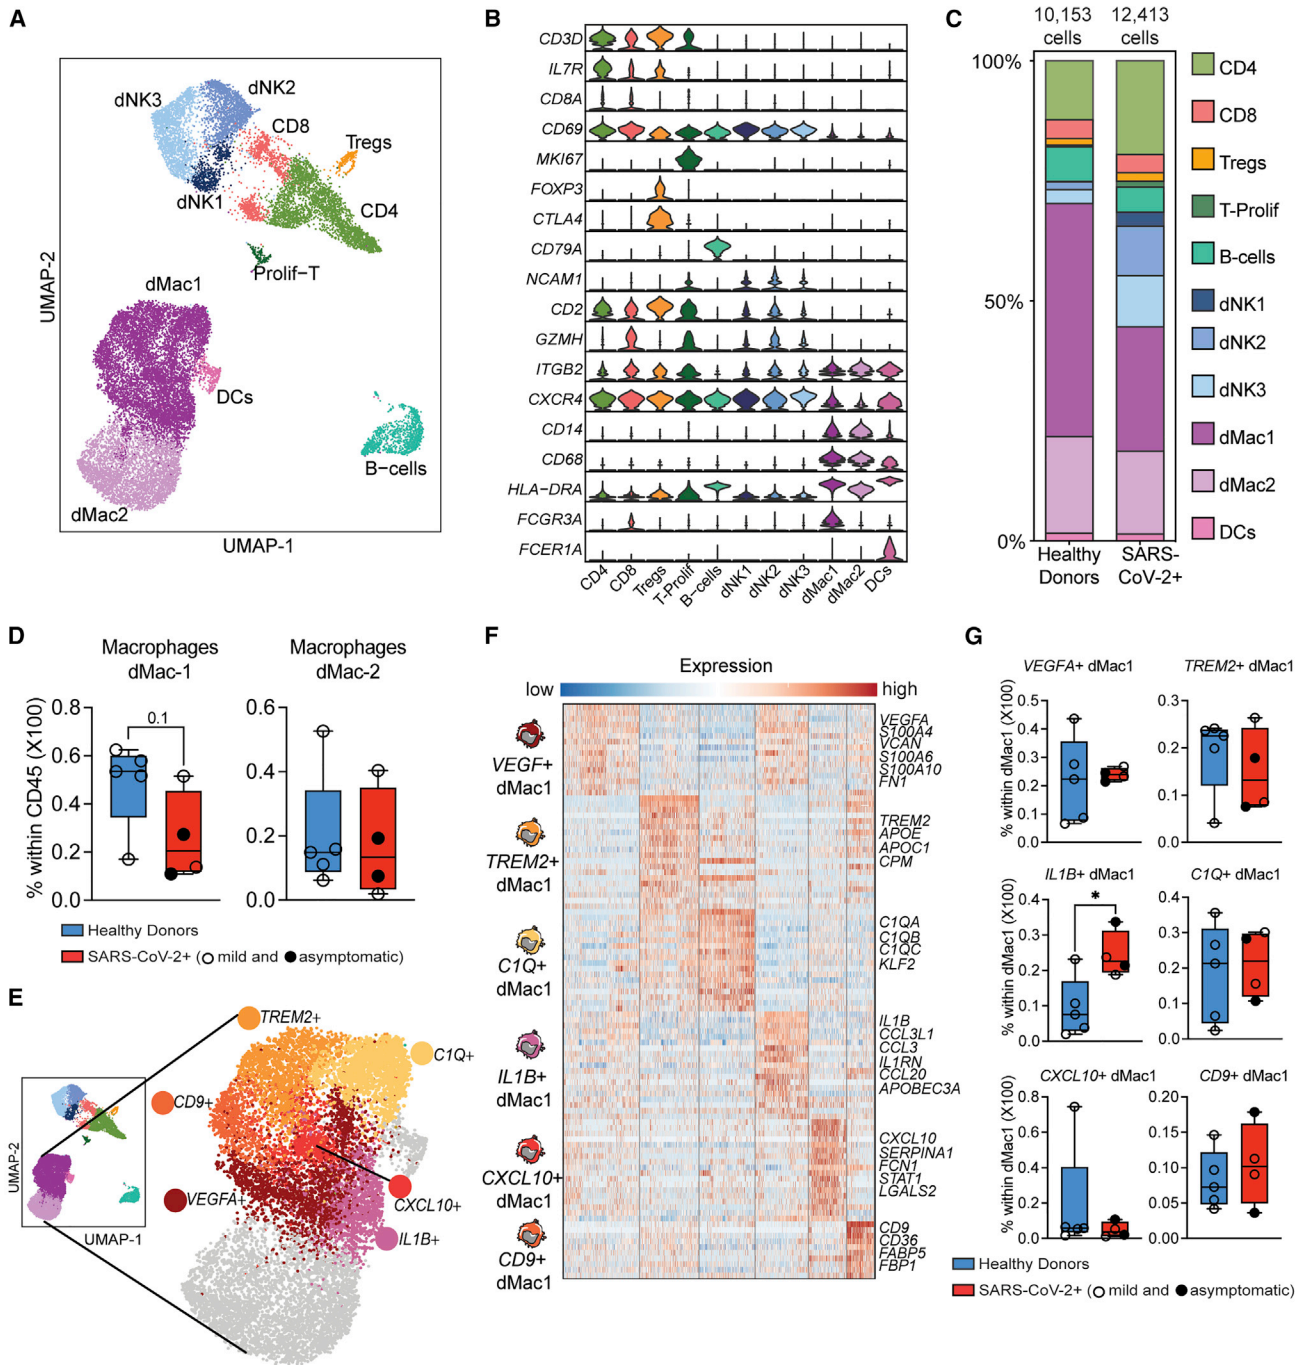 A
dNK3
dNK2
CD8
Tregs
dNK1
CD4
Prolif−T
dMac1
DCs
B−cells
dMac2
UMAP-2
UMAP-1
B
CD3D
IL7R
CD8A
CD69
MKI67
FOXP3
CTLA4
CD79A
NCAM1
CD2
GZMH
ITGB2
CXCR4
CD14
CD68
HLA−DRA
FCGR3A
FCER1A
CD4
CD8
Tregs
T-Prolif
B−cells
dNK1
dNK2
dNK3
dMac1
dMac2
DCs
C
10,153 cells
12,413 cells
100%
50%
0%
Healthy Donors
SARS-CoV-2+
CD4
CD8
Tregs
T-Prolif
B-cells
dNK1
dNK2
dNK3
dMac1
dMac2
DCs
D
Macrophages dMac-1
Macrophages dMac-2
% within CD45 (X100)
0.8
0.6
0.4
0.2
0.0
0.1
0.6
0.4
0.2
0.0
Healthy Donors
SARS-CoV-2+ (○ mild and ● asymptomatic)
E
TREM2+
C1Q+
CD9+
VEGFA+
CXCL10+
IL1B+
UMAP-2
UMAP-1
F
Expression
low
high
VEGF+ dMac1
TREM2+ dMac1
C1Q+ dMac1
IL1B+ dMac1
CXCL10+ dMac1
CD9+ dMac1
VEGFA
S100A4
VCAN
S100A6
S100A10
FN1
TREM2
APOE
APOC1
CPM
C1QA
C1QB
C1QC
KLF2
IL1B
CCL3L1
CCL3
IL1RN
CCL20
APOBEC3A
CXCL10
SERPINA1
FCN1
STAT1
LGALS2
CD9
CD36
FABP5
FBP1
G
VEGFA+ dMac1
TREM2+ dMac1
% within dMac1 (X100)
0.5
0.4
0.3
0.2
0.1
0.0
0.3
0.2
0.1
0.0
IL1B+ dMac1
C1Q+ dMac1
% within dMac1 (X100)
0.4
0.3
0.2
0.1
0.0
*
0.4
0.3
0.2
0.1
0.0
CXCL10+ dMac1
CD9+ dMac1
% within dMac1 (X100)
0.8
0.6
0.4
0.2
0.0
0.20
0.15
0.10
0.05
0.00
Healthy Donors
SARS-CoV-2+ (○ mild and ● asymptomatic)